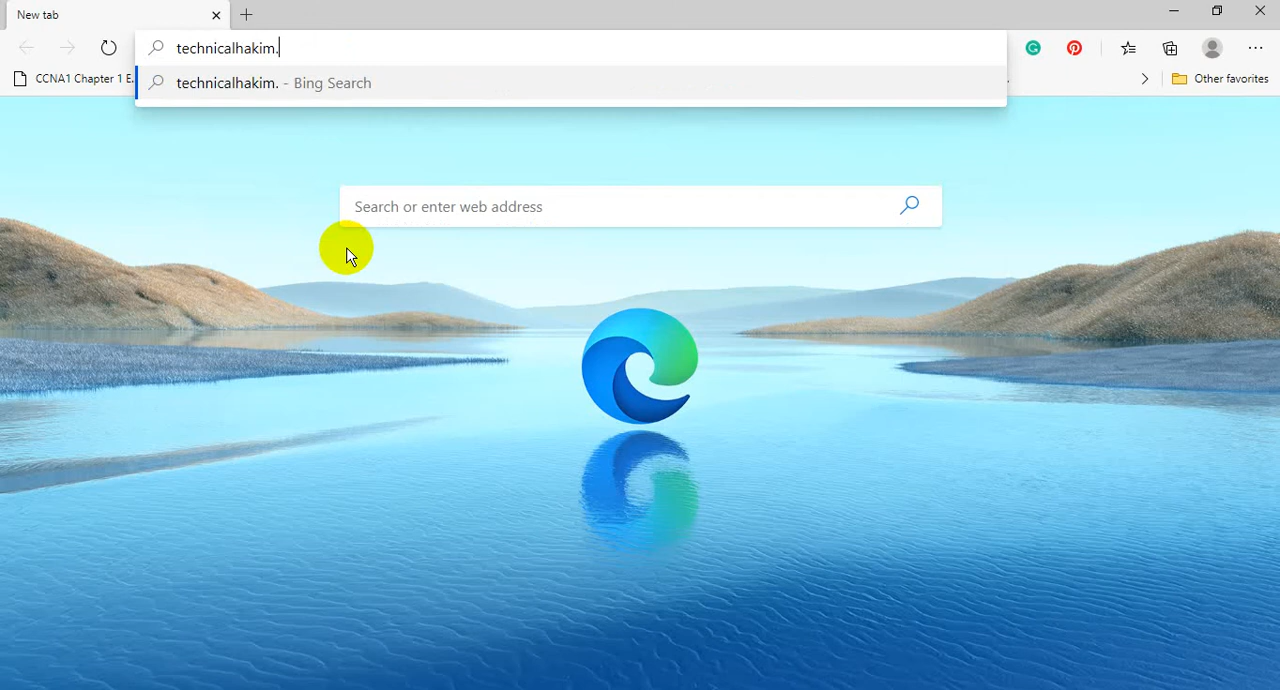 New tab
technicalhakim.
CCNA1 Chapter 1 E
technicalhakim. - Bing Search
Other favorites
Search or enter web address